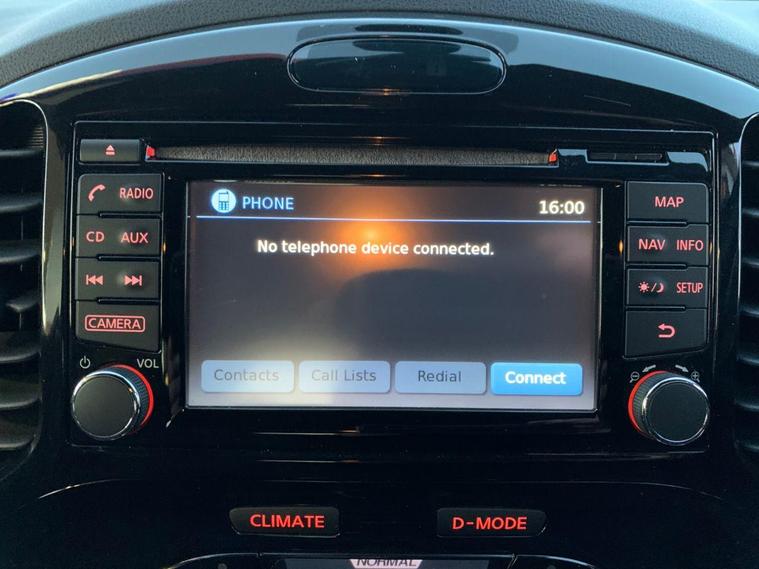 PHONE 16:00
No telephone device connected.
Contacts Call Lists Redial Connect
RADIO
CD AUX
CAMERA
VOL
MAP
NAV INFO
SETUP
CLIMATE D-MODE
NORMAL